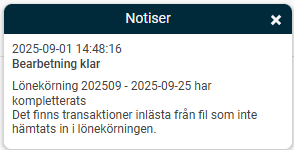 Notiser
2025-09-01 14:48:16
Bearbetning klar
Lönekörning 202509 - 2025-09-25 har
kompletterats
Det finns transaktioner inlästa från fil som inte
hämtats in i lönekörningen.